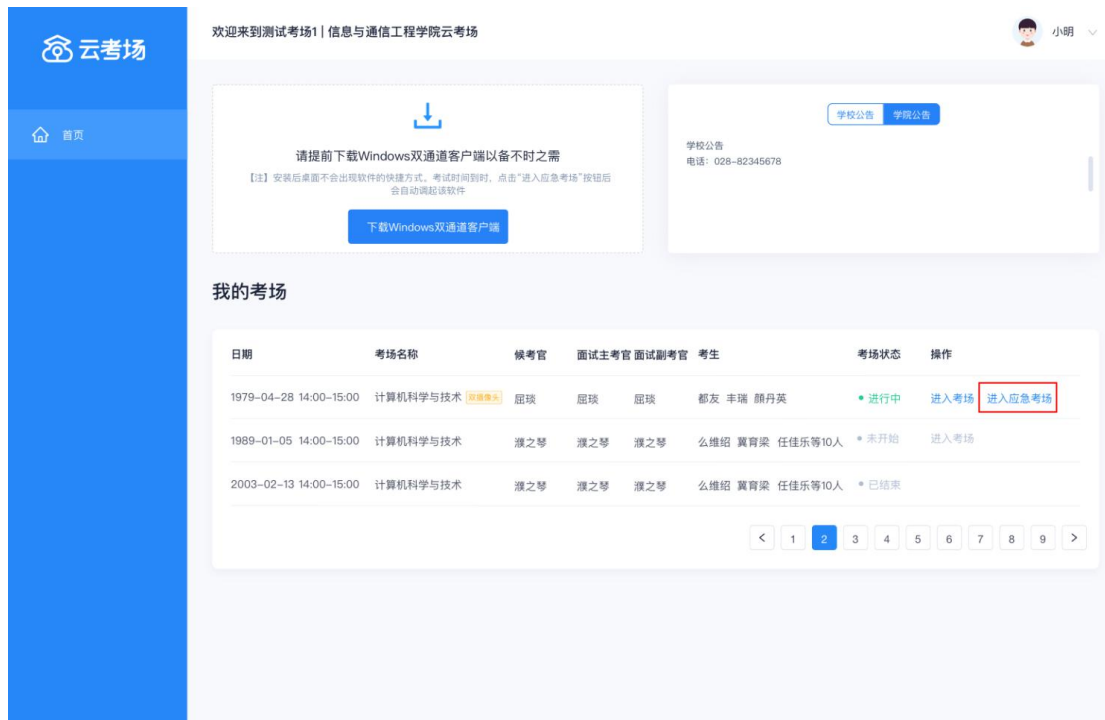 云考场
欢迎来到测试考场1 | 信息与通信工程学院云考场
小明
首页
请提前下载Windows双通道客户端以备不时之需
【注】安装后桌面不会出现软件的快捷方式。考试时间到时，点击“进入应急考场”按钮后
会自动调起该软件
下载Windows双通道客户端
学校公告 学院公告
学校公告
电话：028-82345678
我的考场
日期 考场名称 候考官 面试主考官 面试副考官 考生 考场状态 操作
1979-04-28 14:00-15:00 计算机科学与技术 双摄像头 屈琰 屈琰 屈琰 都友 丰瑞 颜丹英 进行中 进入考场 进入应急考场
1989-01-05 14:00-15:00 计算机科学与技术 濮之琴 濮之琴 濮之琴 么维绍 冀育梁 任佳乐等10人 未开始 进入考场
2003-02-13 14:00-15:00 计算机科学与技术 濮之琴 濮之琴 濮之琴 么维绍 冀育梁 任佳乐等10人 已结束
< 1 2 3 4 5 6 7 8 9 >